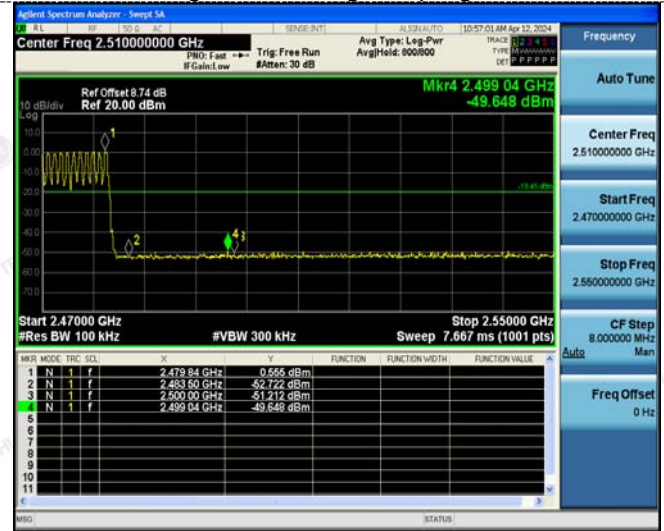 Agilent Spectrum Analyzer - Swept SA
RL RF 50 Ω AC SENSE:INT ALIGN AUTO 10:57:01 AM Apr 12, 2024
Center Freq 2.510000000 GHz
PNO: Fast Trig: Free Run
IFGain:Low #Atten: 30 dB
Avg Type: Log-Pwr
Avg|Hold: 800/800
TRACE 1 2 3 4 5 6
TYPE
DET P P P P P P
Frequency
Mkr4 2.499 04 GHz
-49.648 dBm
Ref Offset 8.74 dB
10 dB/div Ref 20.00 dBm
Log
10.0
0.00
-10.0
-20.0
-30.0
-40.0
-50.0
-60.0
-70.0
1
2
4
3
Start 2.47000 GHz Stop 2.55000 GHz
#Res BW 100 kHz #VBW 300 kHz Sweep 7.667 ms (1001 pts)
MKR MODE TRC SCL X Y FUNCTION FUNCTION WIDTH FUNCTION VALUE
1 N 1 f 2.479 84 GHz 0.555 dBm
2 N 1 f 2.483 50 GHz -52.722 dBm
3 N 1 f 2.500 00 GHz -51.212 dBm
4 N 1 f 2.499 04 GHz -49.648 dBm
5
6
7
8
9
10
11
MSG STATUS
Auto Tune
Center Freq
2.510000000 GHz
Start Freq
2.470000000 GHz
Stop Freq
2.550000000 GHz
CF Step
8.000000 MHz
Auto Man
Freq Offset
0 Hz